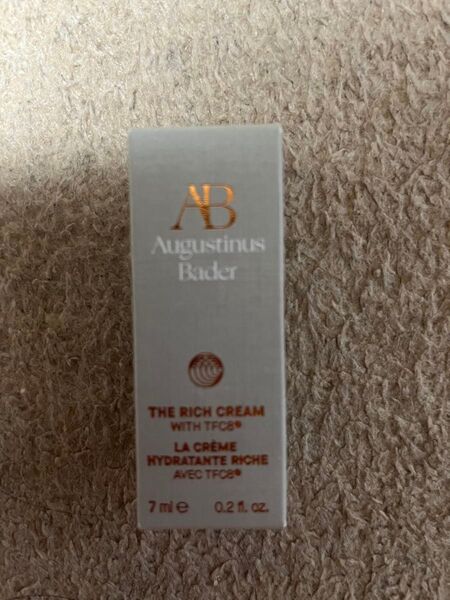 AB
Augustinus
Bader
THE RICH CREAM
WITH TFC8®
LA CRÈME
HYDRATANTE RICHE
AVEC TFC8®
7 ml ℮ 0.2 fl. oz.